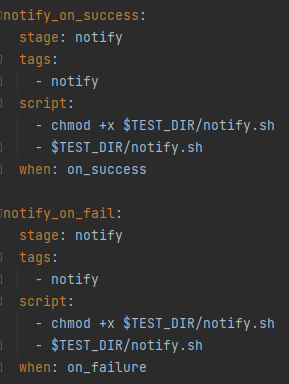 notify_on_success:
  stage: notify
  tags:
    - notify
  script:
    - chmod +x $TEST_DIR/notify.sh
    - $TEST_DIR/notify.sh
  when: on_success

notify_on_fail:
  stage: notify
  tags:
    - notify
  script:
    - chmod +x $TEST_DIR/notify.sh
    - $TEST_DIR/notify.sh
  when: on_failure